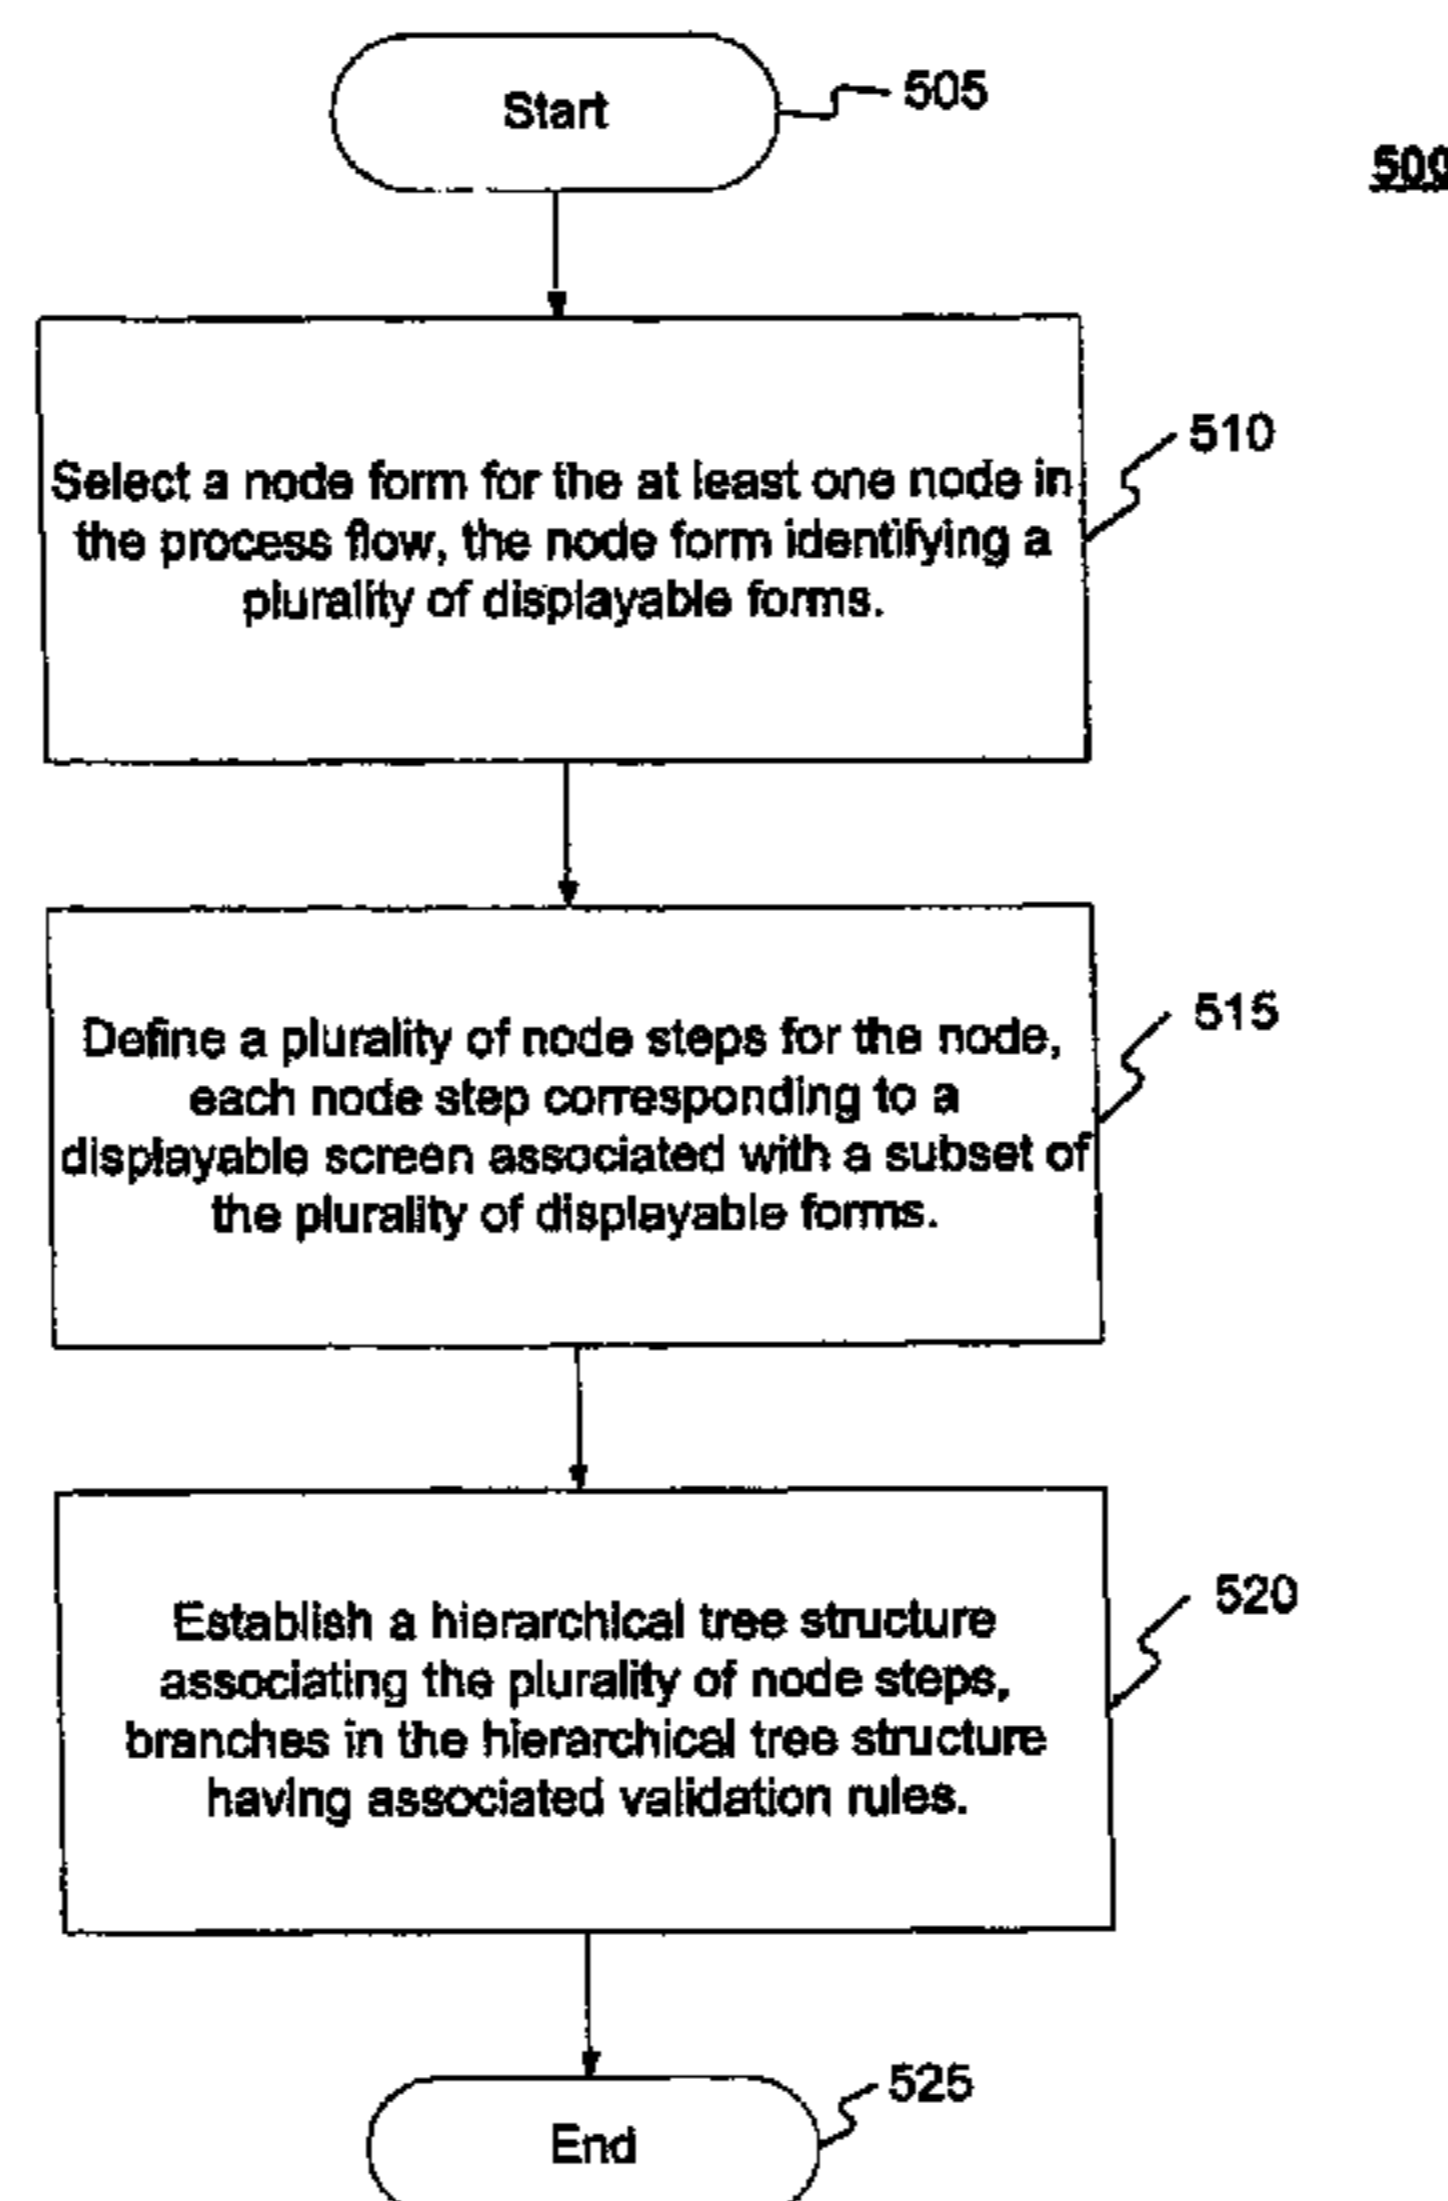 Start
505
500
Select a node form for the at least one node in
the process flow, the node form identifying a
plurality of displayable forms.
510
Define a plurality of node steps for the node,
each node step corresponding to a
displayable screen associated with a subset of
the plurality of displayable forms.
515
Establish a hierarchical tree structure
associating the plurality of node steps,
branches in the hierarchical tree structure
having associated validation rules.
520
End
525